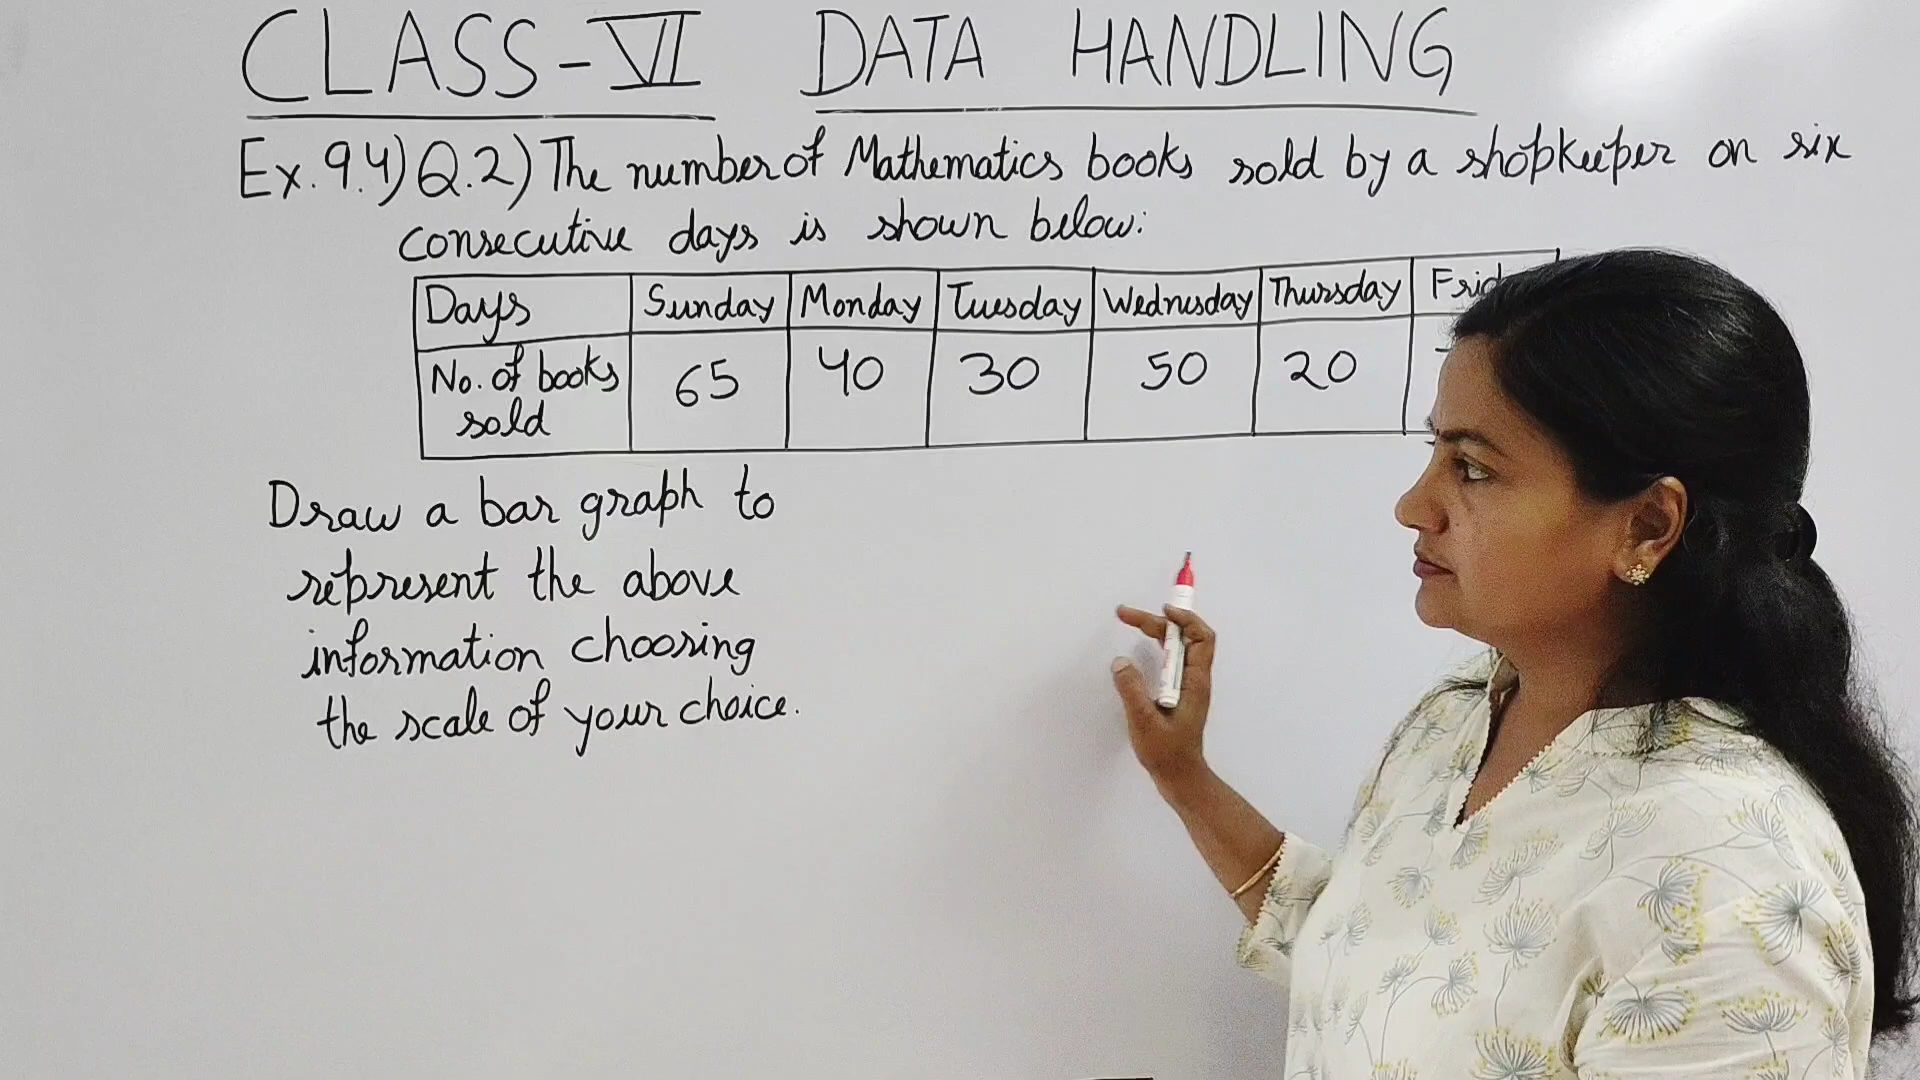 CLASS-VI DATA HANDLING
Ex. 9.4) Q.2) The number of Mathematics books sold by a shopkeeper on six
consecutive days is shown below:
Days Sunday Monday Tuesday Wednesday Thursday
No. of books sold 65 40 30 50 20
Draw a bar graph to
represent the above
information choosing
the scale of your choice.